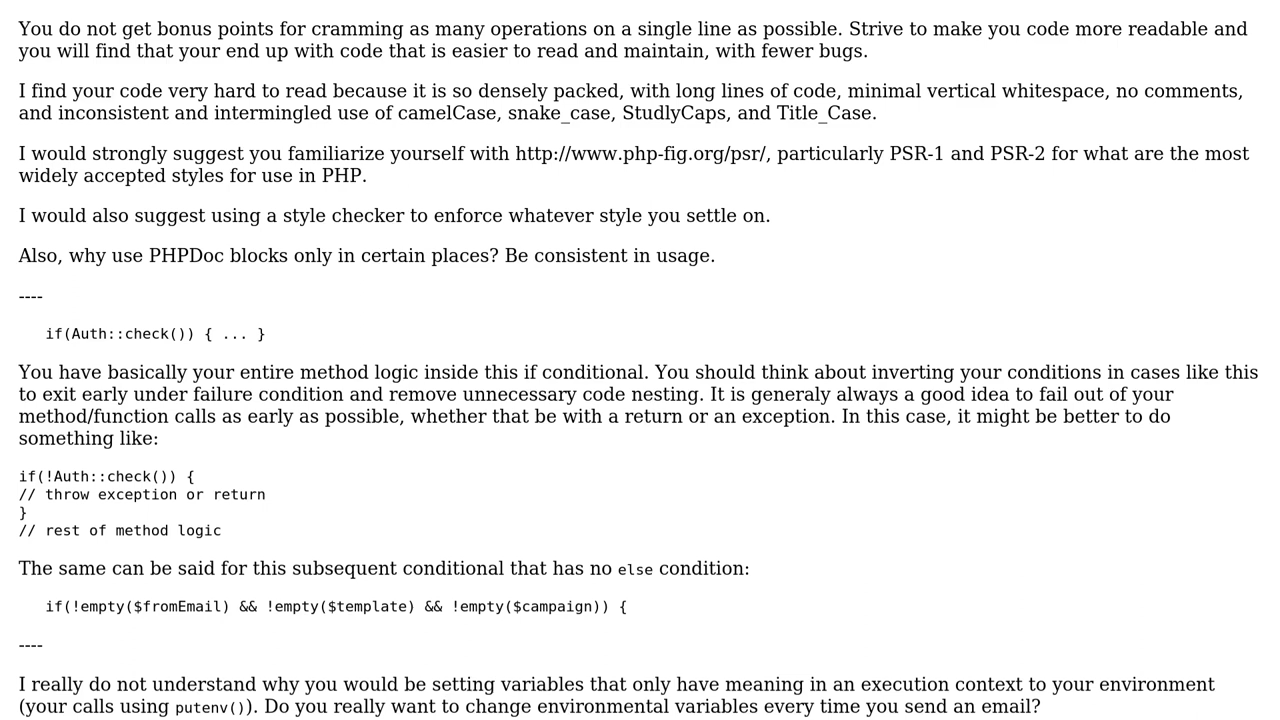 You do not get bonus points for cramming as many operations on a single line as possible. Strive to make you code more readable and
you will find that your end up with code that is easier to read and maintain, with fewer bugs.
I find your code very hard to read because it is so densely packed, with long lines of code, minimal vertical whitespace, no comments,
and inconsistent and intermingled use of camelCase, snake_case, StudlyCaps, and Title_Case.
I would strongly suggest you familiarize yourself with http://www.php-fig.org/psr/, particularly PSR-1 and PSR-2 for what are the most
widely accepted styles for use in PHP.
I would also suggest using a style checker to enforce whatever style you settle on.
Also, why use PHPDoc blocks only in certain places? Be consistent in usage.
----
if(Auth::check()) { ... }
You have basically your entire method logic inside this if conditional. You should think about inverting your conditions in cases like this
to exit early under failure condition and remove unnecessary code nesting. It is generaly always a good idea to fail out of your
method/function calls as early as possible, whether that be with a return or an exception. In this case, it might be better to do
something like:
if(!Auth::check()) {
// throw exception or return
}
// rest of method logic
The same can be said for this subsequent conditional that has no else condition:
if(!empty($fromEmail) && !empty($template) && !empty($campaign)) {
----
I really do not understand why you would be setting variables that only have meaning in an execution context to your environment
(your calls using putenv()). Do you really want to change environmental variables every time you send an email?